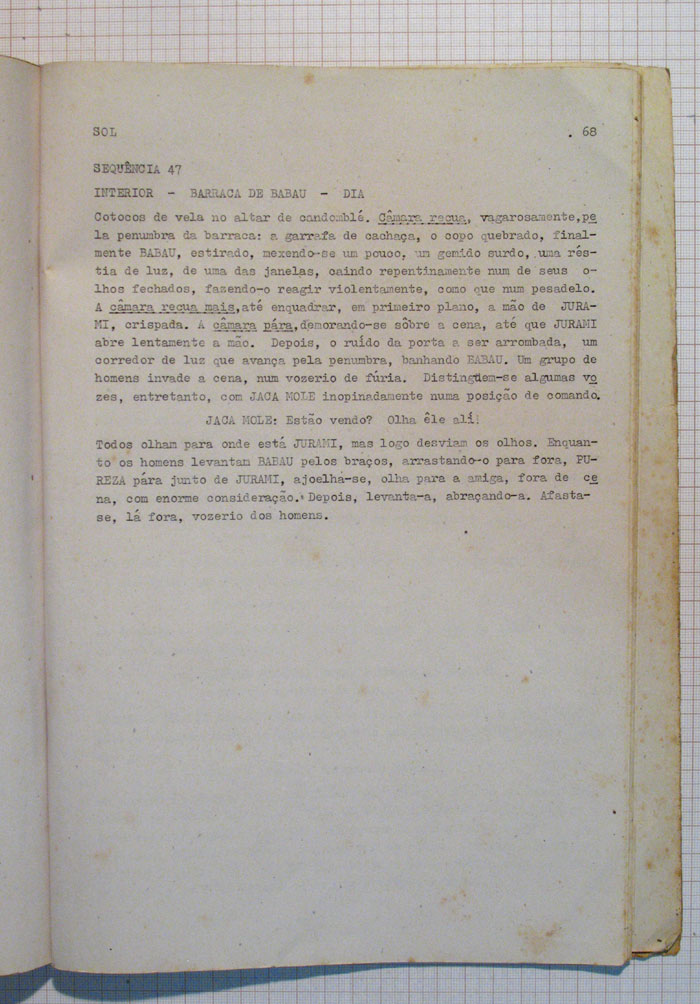 SOL 68
SEQUÊNCIA 47
INTERIOR - BARRACA DE BABAU - DIA
Cotocos de vela no altar de candomblé. Câmara recua, vagarosamente,pe
la penumbra da barraca: a garrafa de cachaça, o copo quebrado, final-
mente BABAU, estirado, mexendo-se um pouco, um gemido surdo, uma rés-
tia de luz, de uma das janelas, caindo repentinamente num de seus o-
lhos fechados, fazendo-o reagir violentamente, como que num pesadelo.
A câmara recua mais,até enquadrar, em primeiro plano, a mão de JURA-
MI, crispada. A câmara pára,demorando-se sôbre a cena, até que JURAMI
abre lentamente a mão. Depois, o ruído da porta a ser arrombada, um
corredor de luz que avança pela penumbra, banhando BABAU. Um grupo de
homens invade a cena, num vozerio de fúria. Distingüem-se algumas vo
zes, entretanto, com JACA MOLE inopinadamente numa posição de comando.
JACA MOLE: Estão vendo? Olha êle alí!
Todos olham para onde está JURAMI, mas logo desviam os olhos. Enquan-
to os homens levantam BABAU pelos braços, arrastando-o para fora, PU-
REZA pára junto de JURAMI, ajoelha-se, olha para a amiga, fora de ce
na, com enorme consideração. Depois, levanta-a, abraçando-a. Afasta-
se, lá fora, vozerio dos homens.